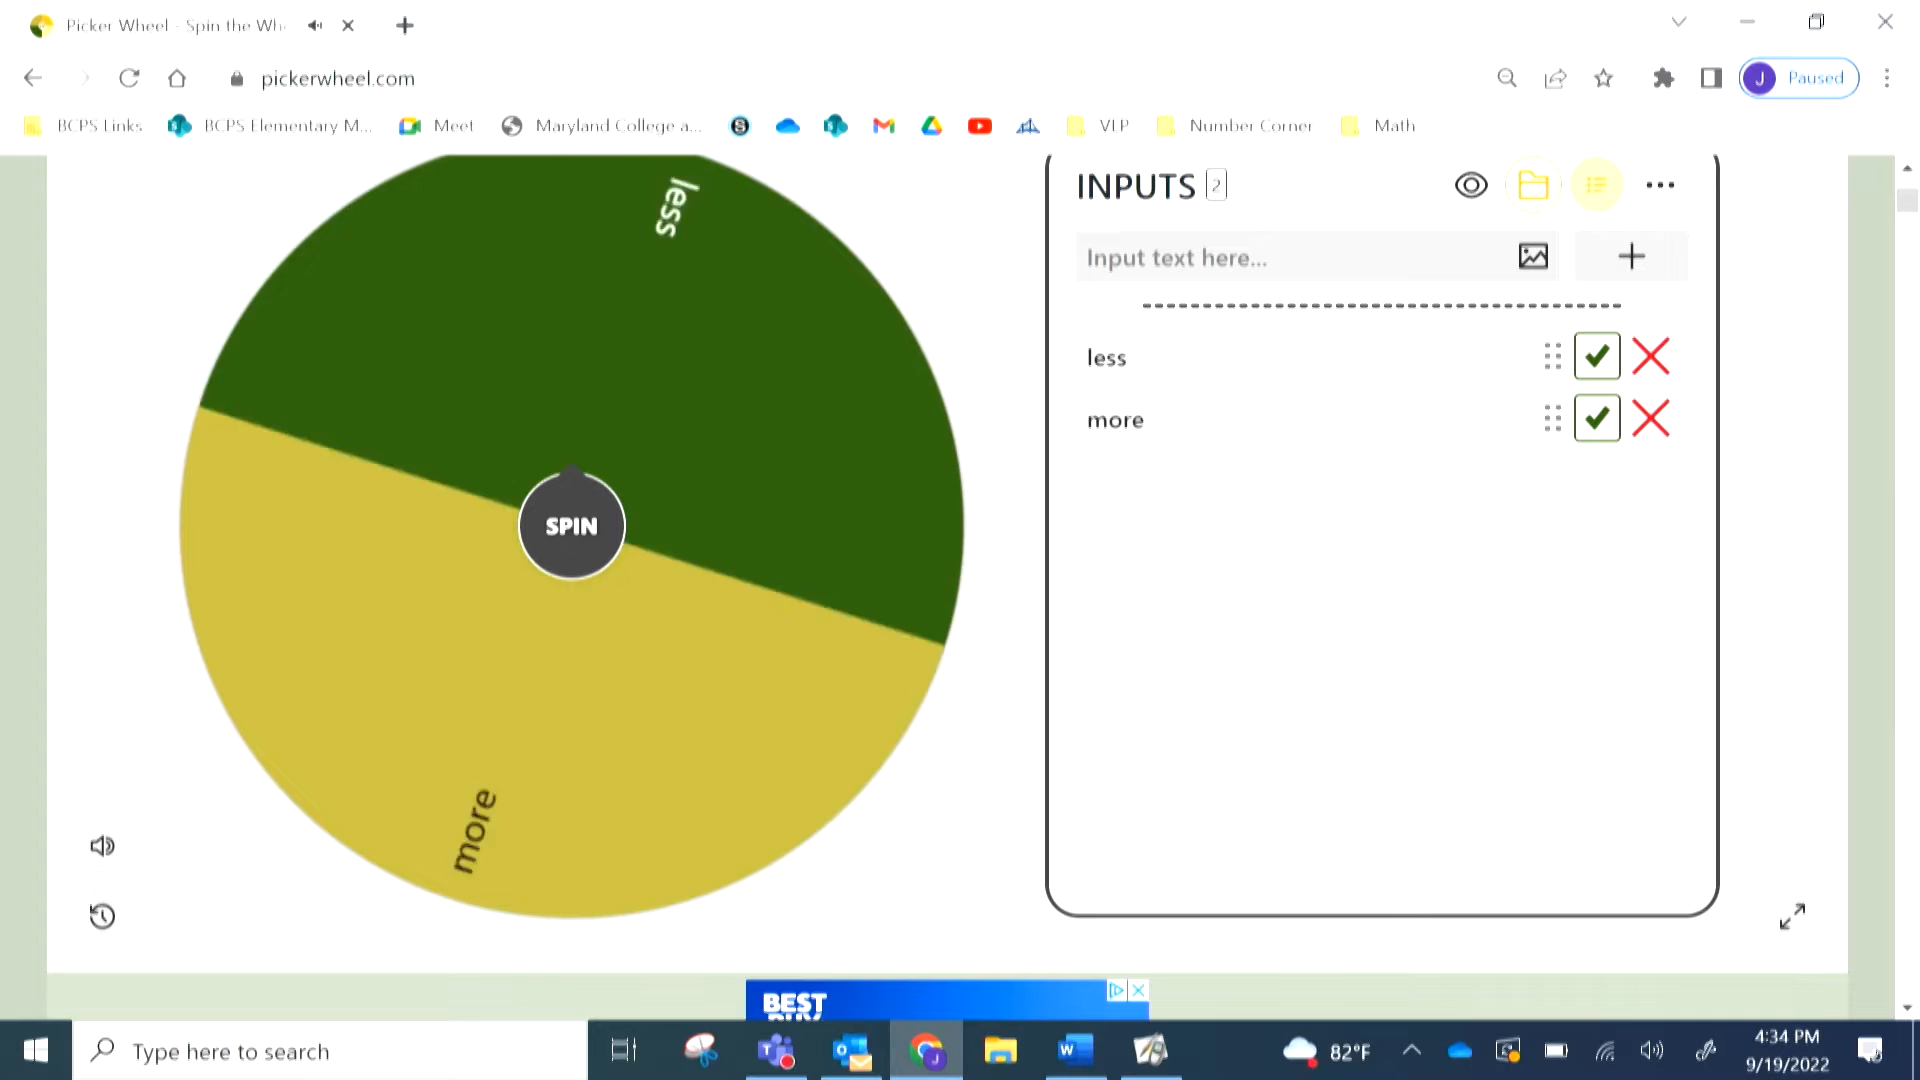 Picker Wheel - Spin the Wh
pickerwheel.com
J Paused
BCPS Links
BCPS Elementary M...
Meet
Maryland College a...
VLP
Number Corner
Math
less
SPIN
more
INPUTS 2
Input text here...
less
more
BEST
BUY
Type here to search
82°F
4:34 PM
9/19/2022